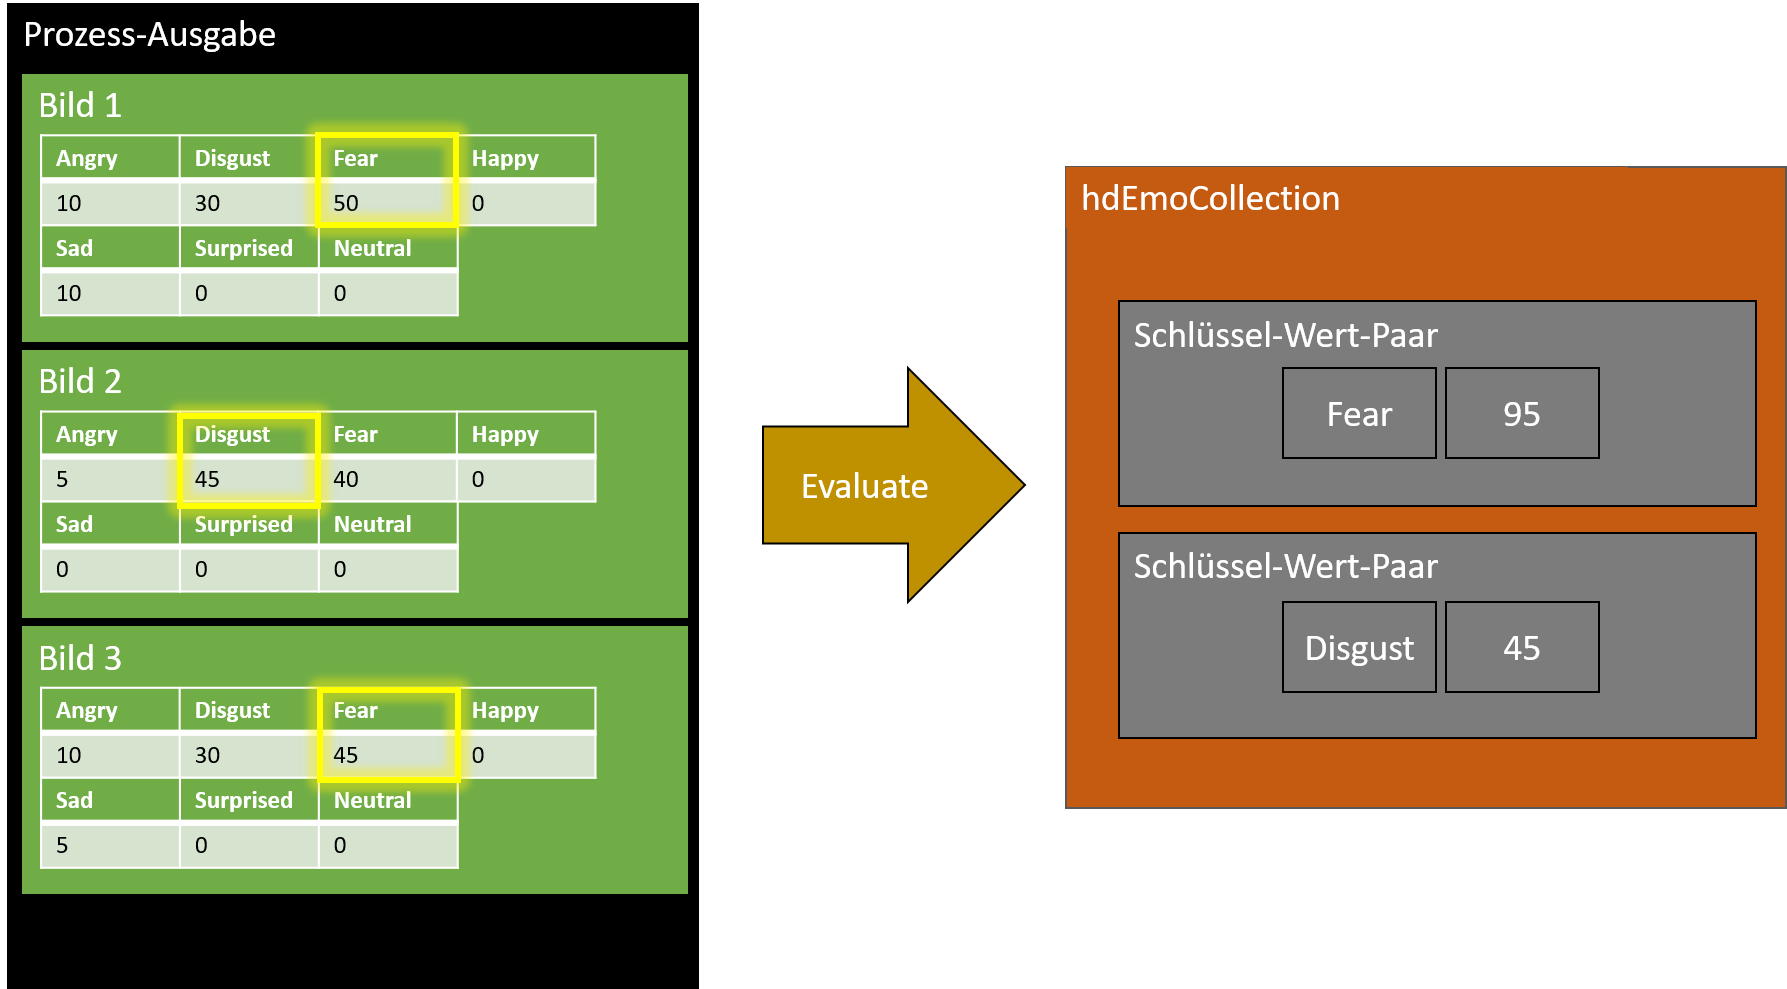 Prozess-Ausgabe
Bild 1
Angry Disgust Fear Happy
10 30 50 0
Sad Surprised Neutral
10 0 0
Bild 2
Angry Disgust Fear Happy
5 45 40 0
Sad Surprised Neutral
0 0 0
Bild 3
Angry Disgust Fear Happy
10 30 45 0
Sad Surprised Neutral
5 0 0
Evaluate
hdEmoCollection
Schlüssel-Wert-Paar
Fear 95
Schlüssel-Wert-Paar
Disgust 45